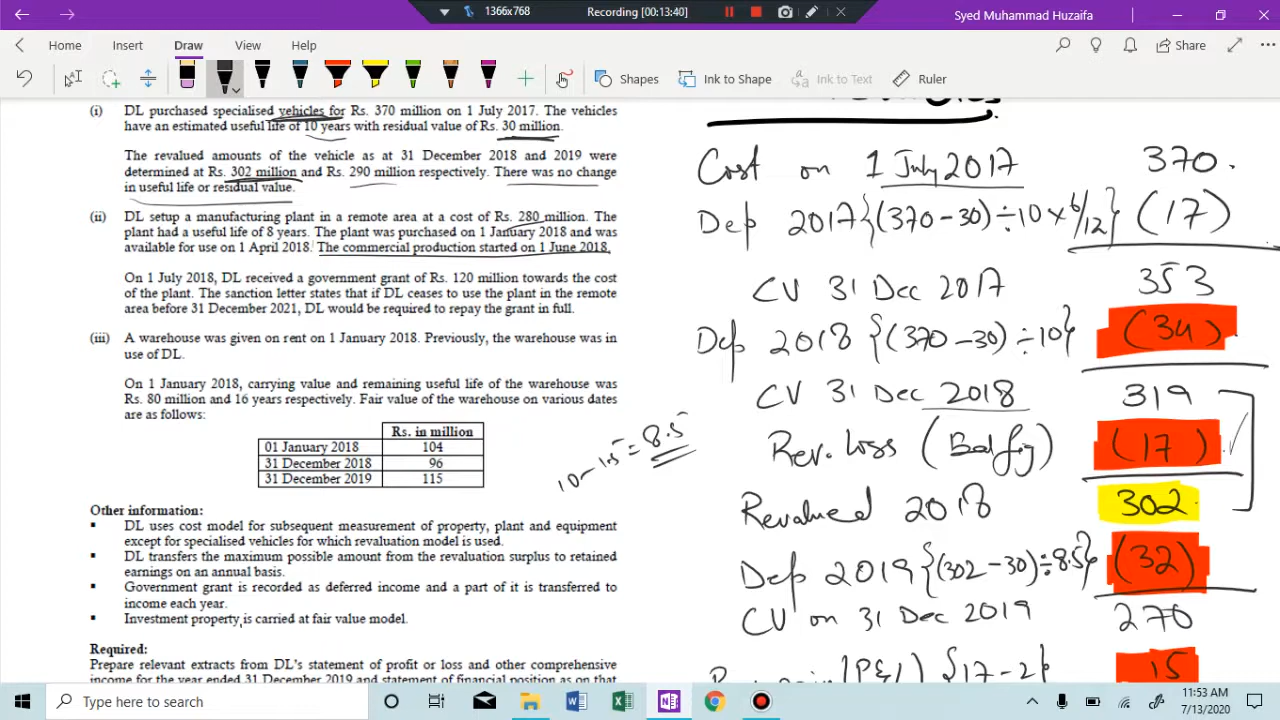 1366x768
Recording [00:13:40]
Syed Muhammad Huzaifa
Home Insert Draw View Help
Share
Shapes
Ink to Shape
Ink to Text
Ruler
(i) DL purchased specialised vehicles for Rs. 370 million on 1 July 2017. The vehicles
have an estimated useful life of 10 years with residual value of Rs. 30 million.
The revalued amounts of the vehicle as at 31 December 2018 and 2019 were
determined at Rs. 302 million and Rs. 290 million respectively. There was no change
in useful life or residual value.
(ii) DL setup a manufacturing plant in a remote area at a cost of Rs. 280 million. The
plant had a useful life of 8 years. The plant was purchased on 1 January 2018 and was
available for use on 1 April 2018. The commercial production started on 1 June 2018.
On 1 July 2018, DL received a government grant of Rs. 120 million towards the cost
of the plant. The sanction letter states that if DL ceases to use the plant in the remote
area before 31 December 2021, DL would be required to repay the grant in full.
(iii) A warehouse was given on rent on 1 January 2018. Previously, the warehouse was in
use of DL.
On 1 January 2018, carrying value and remaining useful life of the warehouse was
Rs. 80 million and 16 years respectively. Fair value of the warehouse on various dates
are as follows:
Rs. in million
01 January 2018 104
31 December 2018 96
31 December 2019 115
Other information:
▪ DL uses cost model for subsequent measurement of property, plant and equipment
except for specialised vehicles for which revaluation model is used.
▪ DL transfers the maximum possible amount from the revaluation surplus to retained
earnings on an annual basis.
▪ Government grant is recorded as deferred income and a part of it is transferred to
income each year.
▪ Investment property is carried at fair value model.
Required:
Prepare relevant extracts from DL's statement of profit or loss and other comprehensive
income for the year ended 31 December 2019 and statement of financial position as on that
Cost on 1 July 2017 370.
Dep 2017 {(370-30)÷10 x 6/12} (17)
CV 31 Dec 2017 353
Dep 2018 {(370-30)÷10} (34)
CV 31 Dec 2018 319
Rev. Loss (Bal fig) (17)
10-1.5=8.5
Revalued 2018 302
Dep 2019 {(302-30)÷8.5} (32)
CV on 31 Dec 2019 270
(P&L) {17-2} 15
Type here to search
11:53 AM
7/13/2020